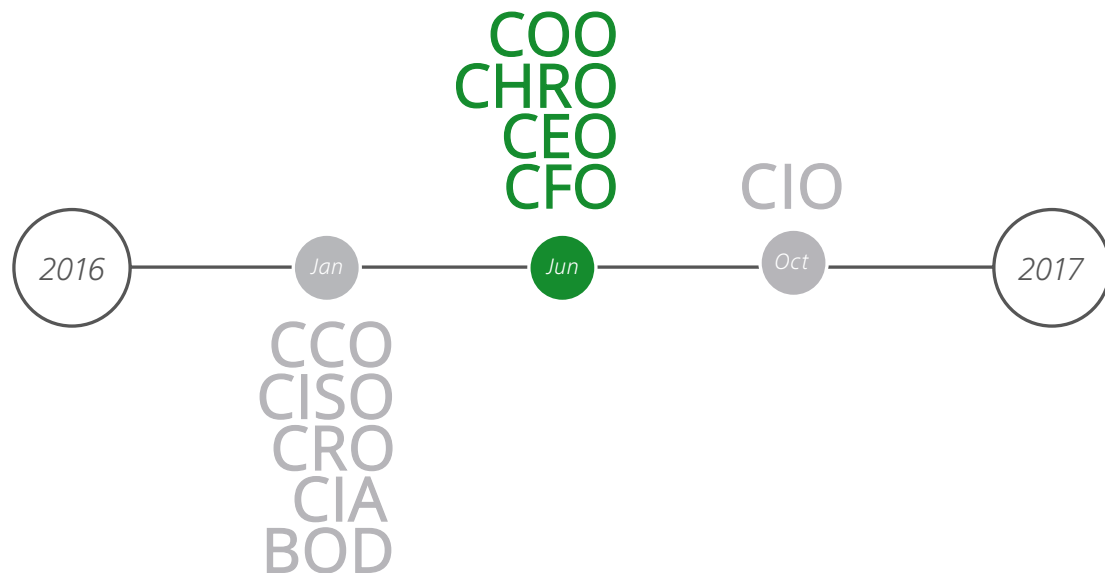 COO
CHRO
CEO
CFO
CIO
2016
Jan
Jun
Oct
2017
CCO
CISO
CRO
CIA
BOD